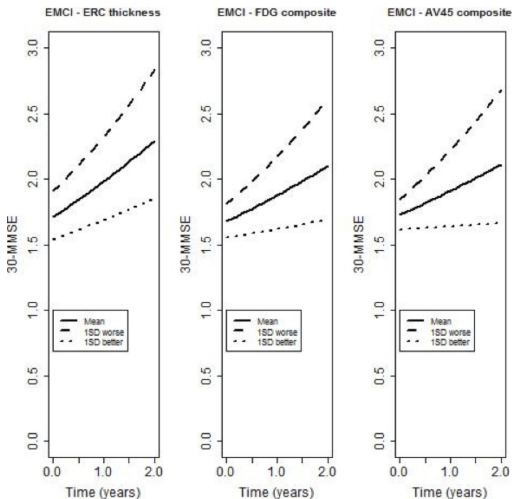 EMCI - ERC thickness
30-MMSE
3.0
2.5
2.0
1.5
1.0
0.5
0.0
Mean
1SD worse
1SD better
0.0 1.0 2.0
Time (years)
EMCI - FDG composite
30-MMSE
3.0
2.5
2.0
1.5
1.0
0.5
0.0
Mean
1SD worse
1SD better
0.0 1.0 2.0
Time (years)
EMCI - AV45 composite
30-MMSE
3.0
2.5
2.0
1.5
1.0
0.5
0.0
Mean
1SD worse
1SD better
0.0 1.0 2.0
Time (years)